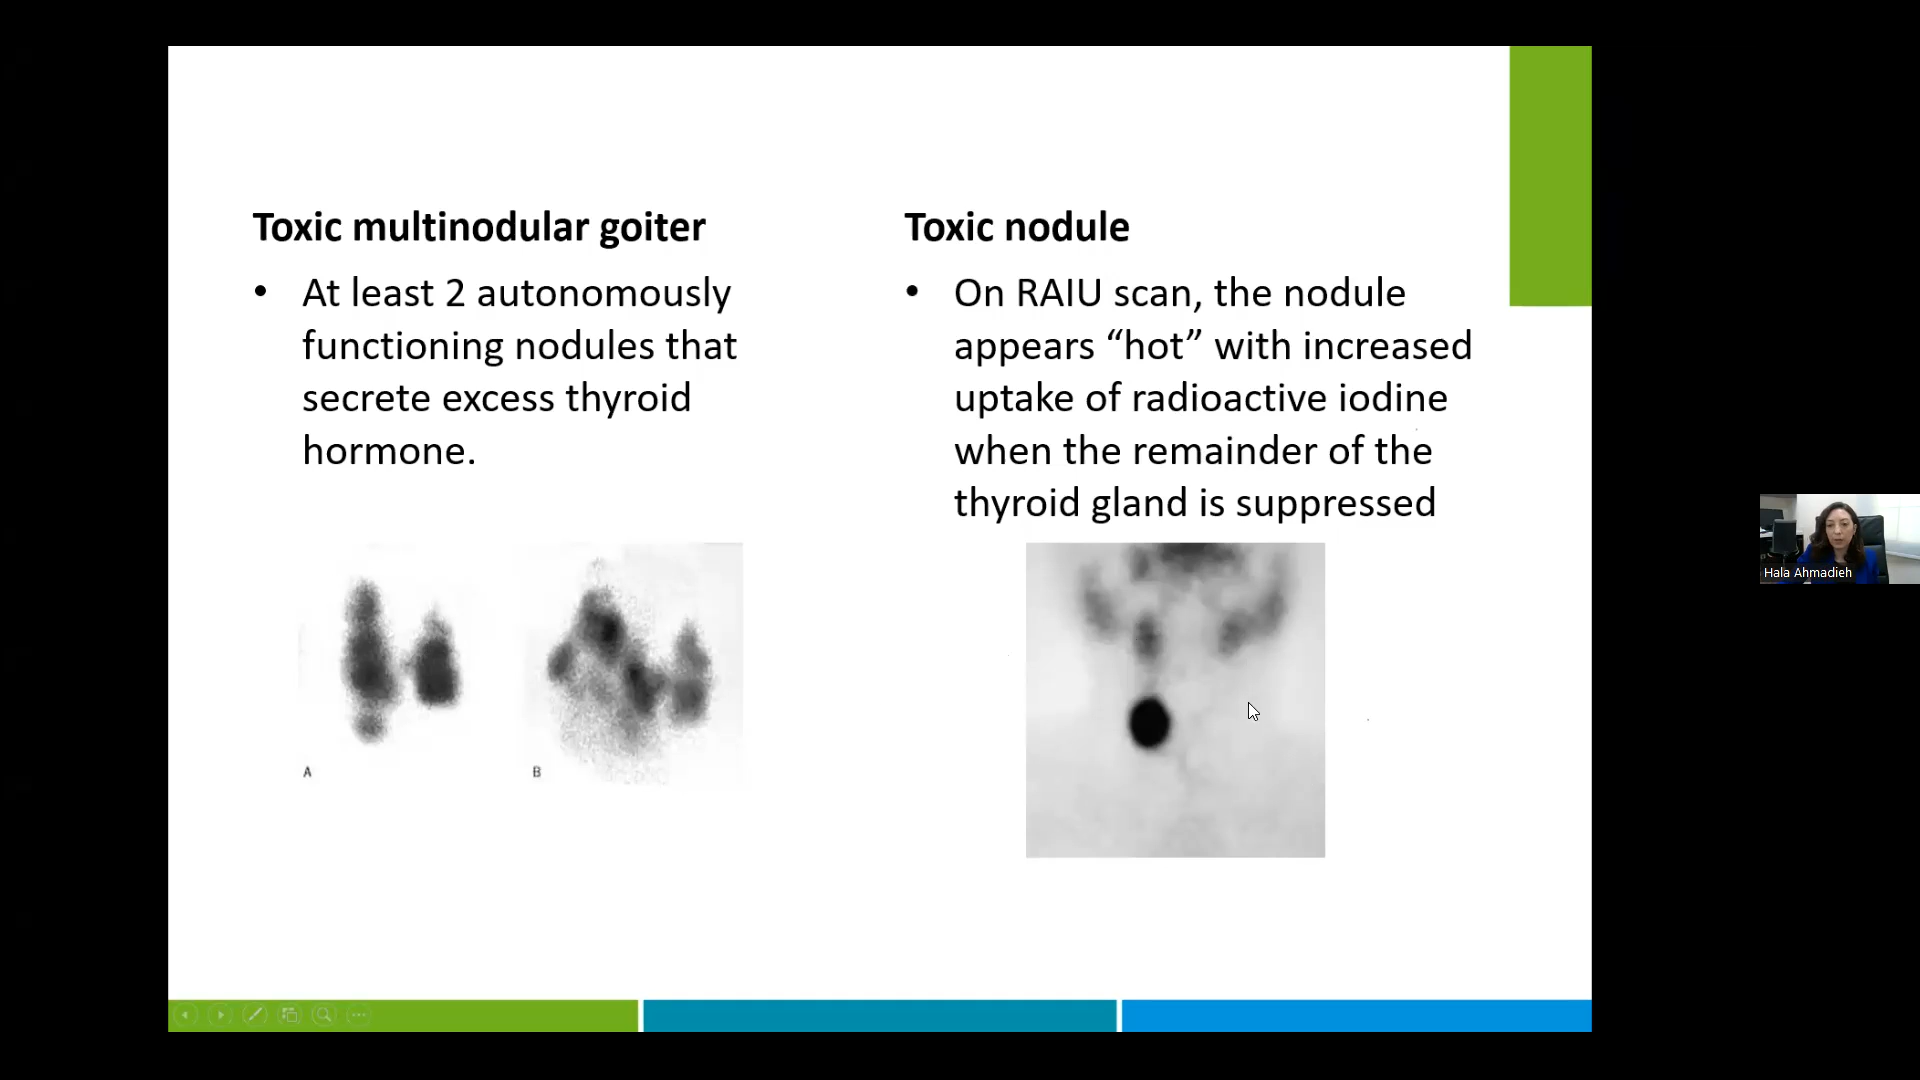 Toxic multinodular goiter
• At least 2 autonomously
functioning nodules that
secrete excess thyroid
hormone.
A
B
Toxic nodule
• On RAIU scan, the nodule
appears “hot” with increased
uptake of radioactive iodine
when the remainder of the
thyroid gland is suppressed
Hala Ahmadieh